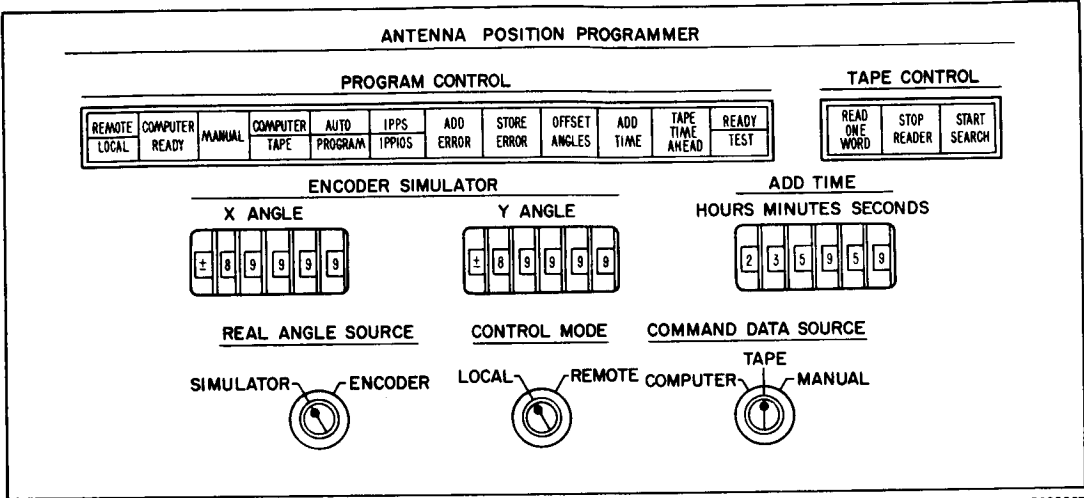 ANTENNA POSITION PROGRAMMER
PROGRAM CONTROL
TAPE CONTROL
REMOTE LOCAL
COMPUTER READY
MANUAL
COMPUTER TAPE
AUTO PROGRAM
IPPS IPPIOS
ADD ERROR
STORE ERROR
OFFSET ANGLES
ADD TIME
TAPE TIME AHEAD
READY TEST
READ ONE WORD
STOP READER
START SEARCH
ENCODER SIMULATOR
ADD TIME
X ANGLE
Y ANGLE
HOURS MINUTES SECONDS
± 8 9 9 9 9
± 8 9 9 9 9
2 3 5 9 5 9
REAL ANGLE SOURCE
CONTROL MODE
COMMAND DATA SOURCE
SIMULATOR
ENCODER
LOCAL
REMOTE
COMPUTER
TAPE
MANUAL